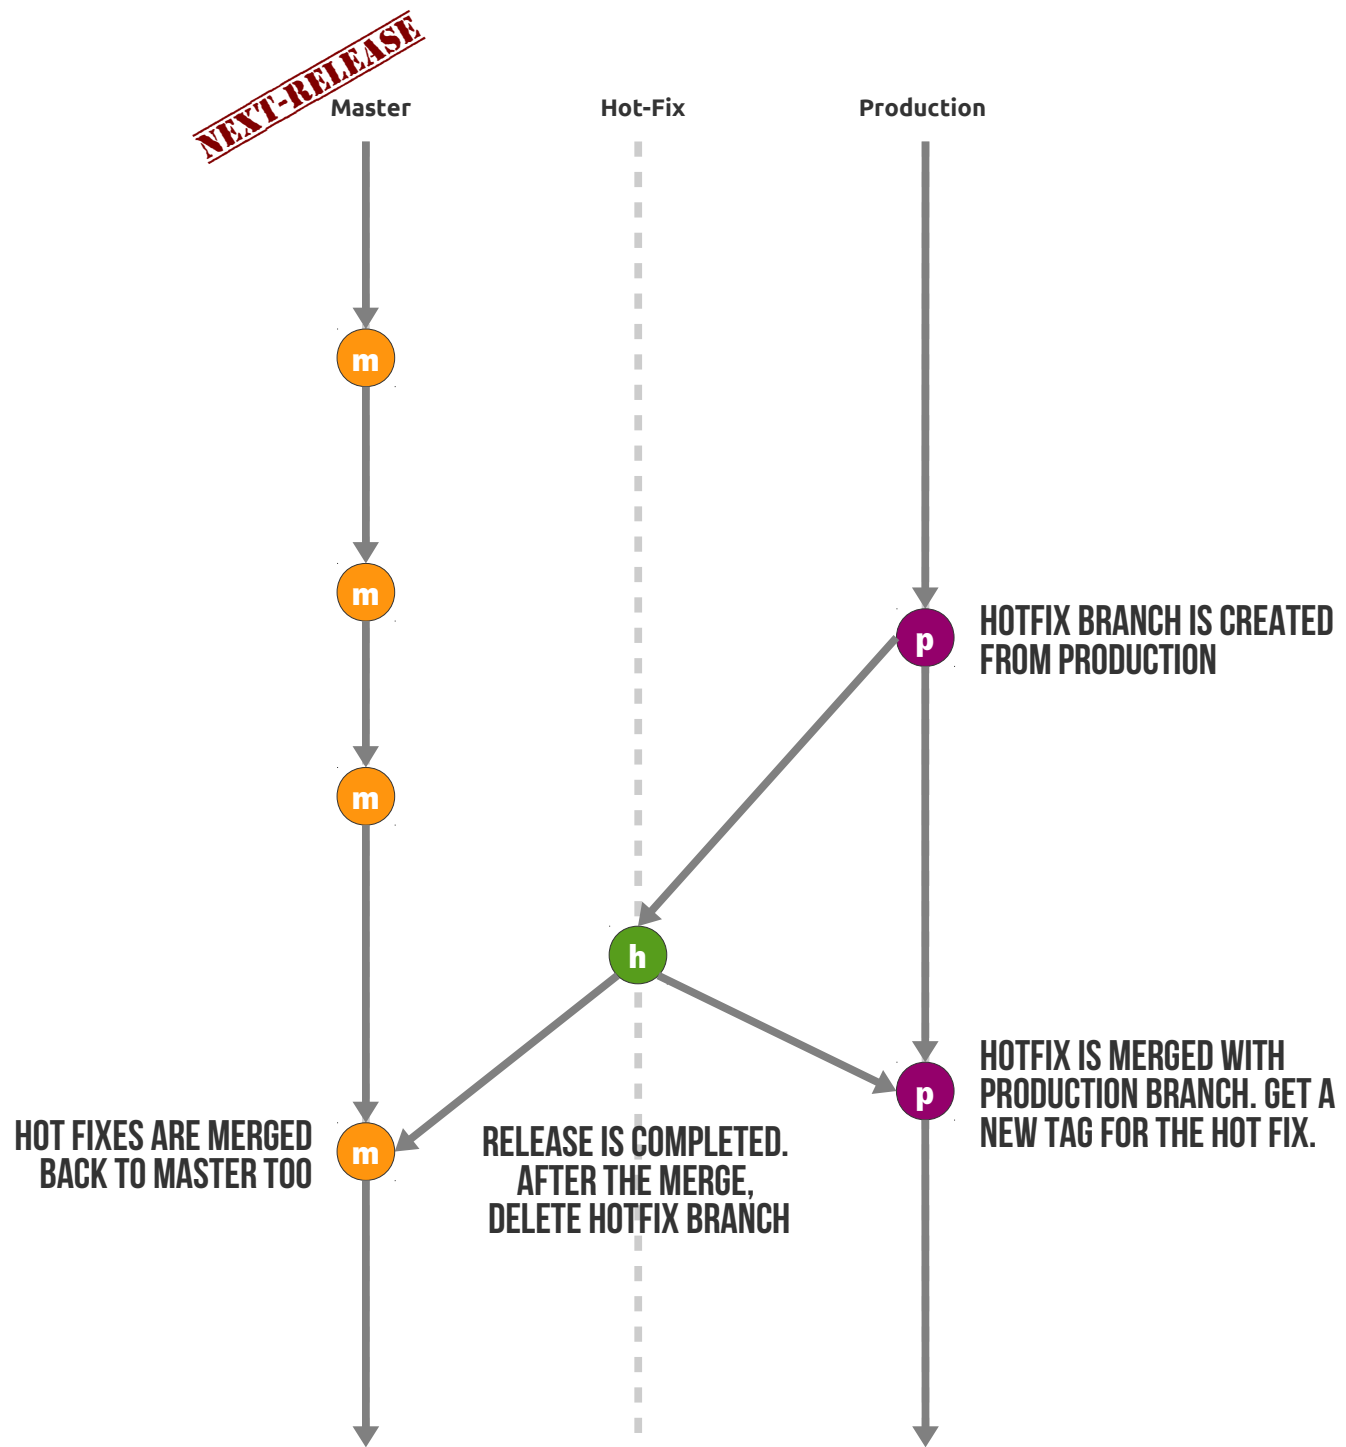 NEXT-RELEASE
Master
Hot-Fix
Production
m
m
p
HOTFIX BRANCH IS CREATED
FROM PRODUCTION
m
h
HOTFIX IS MERGED WITH
PRODUCTION BRANCH. GET A
NEW TAG FOR THE HOT FIX.
p
HOT FIXES ARE MERGED
BACK TO MASTER TOO
m
RELEASE IS COMPLETED.
AFTER THE MERGE,
DELETE HOTFIX BRANCH